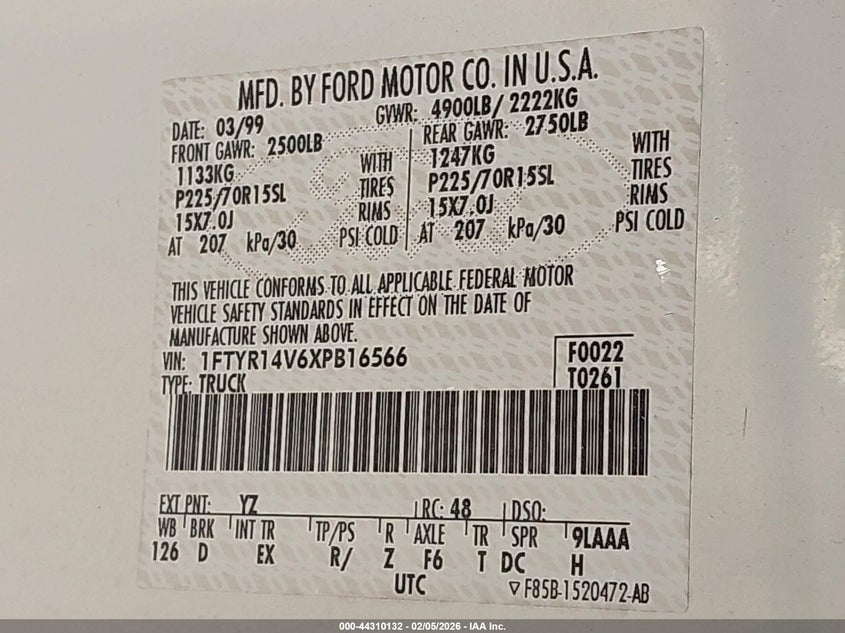 MFD. BY FORD MOTOR CO. IN U.S.A.
DATE: 03/99 GVWR: 4900LB/ 2222KG
FRONT GAWR: 2500LB REAR GAWR: 2750LB
1133KG WITH 1247KG WITH
P225/70R15SL TIRES P225/70R15SL TIRES
15X7.0J RIMS 15X7.0J RIMS
AT 207 kPa/30 PSI COLD AT 207 kPa/30 PSI COLD
THIS VEHICLE CONFORMS TO ALL APPLICABLE FEDERAL MOTOR
VEHICLE SAFETY STANDARDS IN EFFECT ON THE DATE OF
MANUFACTURE SHOWN ABOVE.
VIN: 1FTYR14V6XPB16566 F0022
TYPE: TRUCK T0261
EXT PNT: YZ RC: 48 DSO:
WB BRK INT TR TP/PS R AXLE TR SPR 9LAAA
126 D EX R/ Z F6 T DC H
UTC ▽F85B-1520472-AB
000-44310132 - 02/05/2026 - IAA Inc.